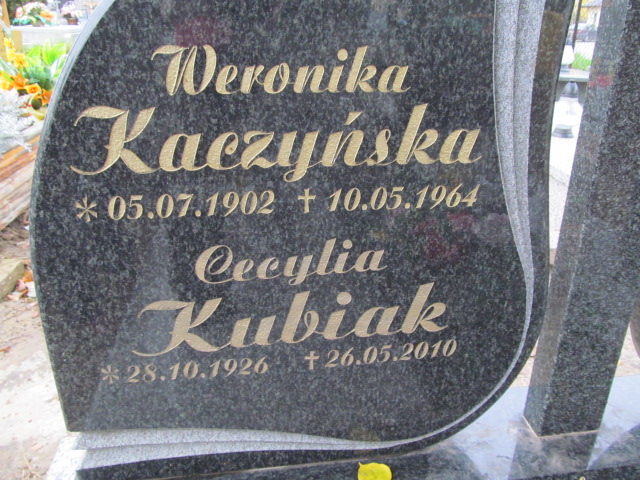 Weronika
Kaczyńska
* 05.07.1902 † 10.05.1964
Cecylia
Kubiak
* 28.10.1926 † 26.05.2010